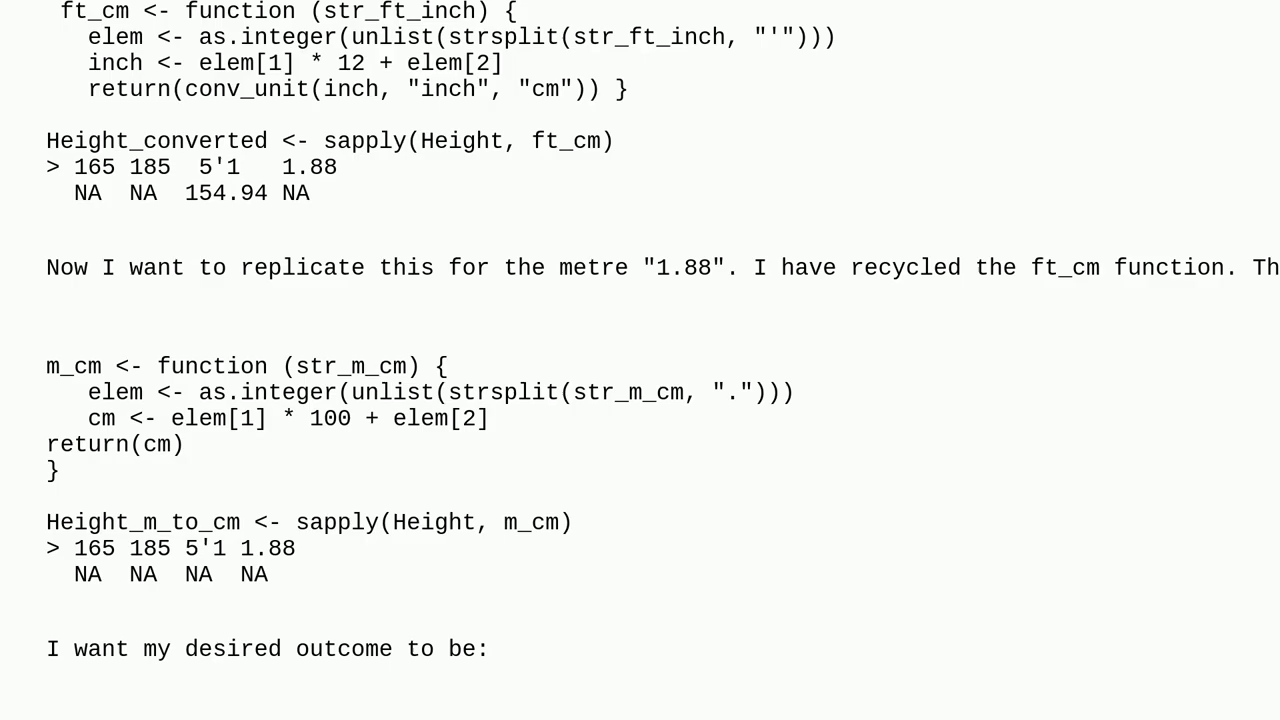 ft_cm <- function (str_ft_inch) {
elem <- as.integer(unlist(strsplit(str_ft_inch, "'")))
inch <- elem[1] * 12 + elem[2]
return(conv_unit(inch, "inch", "cm")) }
Height_converted <- sapply(Height, ft_cm)
> 165 185  5'1   1.88
NA  NA  154.94 NA
Now I want to replicate this for the metre "1.88". I have recycled the ft_cm function. Th
m_cm <- function (str_m_cm) {
elem <- as.integer(unlist(strsplit(str_m_cm, ".")))
cm <- elem[1] * 100 + elem[2]
return(cm)
}
Height_m_to_cm <- sapply(Height, m_cm)
> 165 185 5'1 1.88
NA  NA  NA  NA
I want my desired outcome to be: